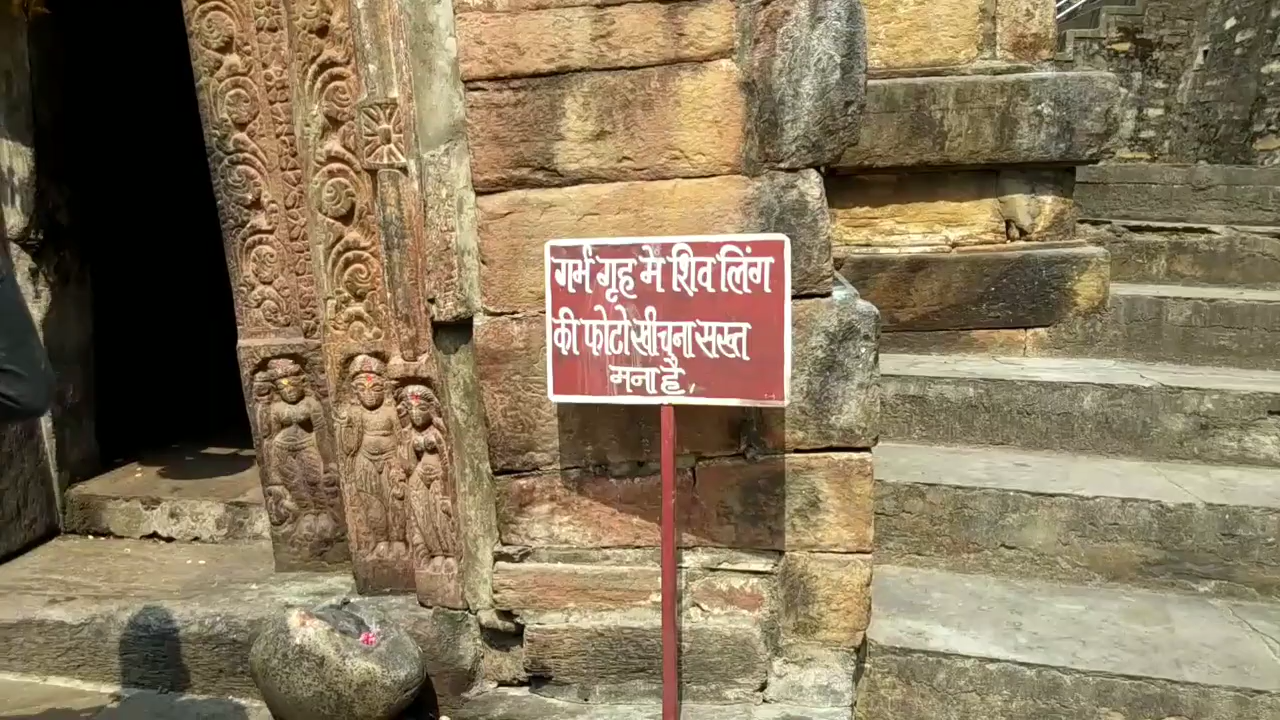 गर्भ गृह में शिव लिंग
की फोटो खीचना सख्त
मना है.